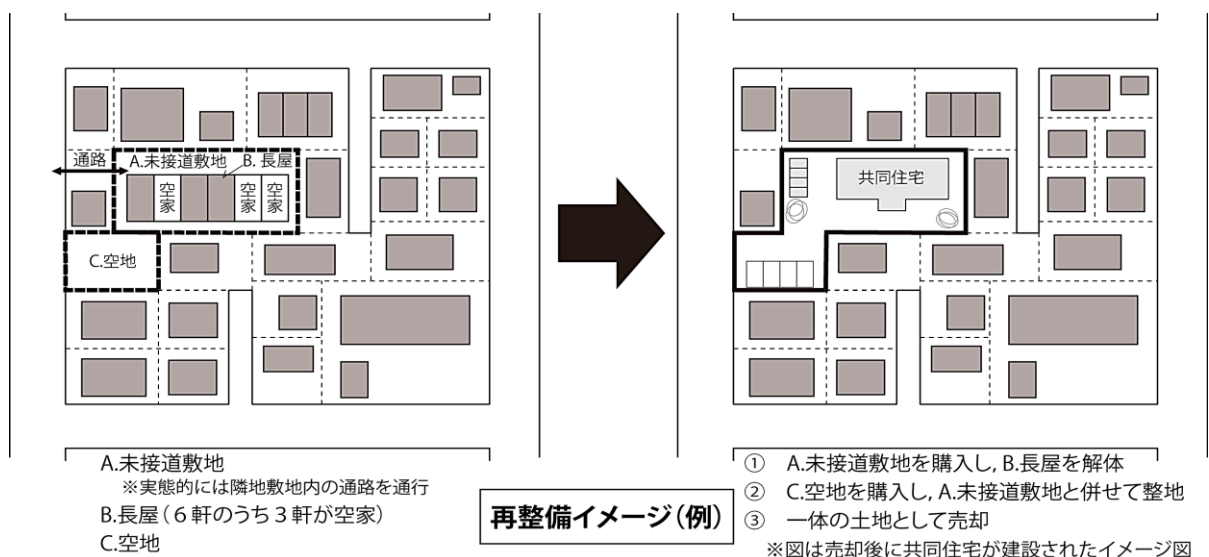 通路
A.未接道敷地
B. 長屋
空家
空家
空家
C.空地
共同住宅
A.未接道敷地
※実態的には隣地敷地内の通路を通行
B.長屋（６軒のうち３軒が空家）
C.空地
再整備イメージ（例）
① A.未接道敷地を購入し, B.長屋を解体
② C.空地を購入し, A.未接道敷地と併せて整地
③ 一体の土地として売却
※図は売却後に共同住宅が建設されたイメージ図